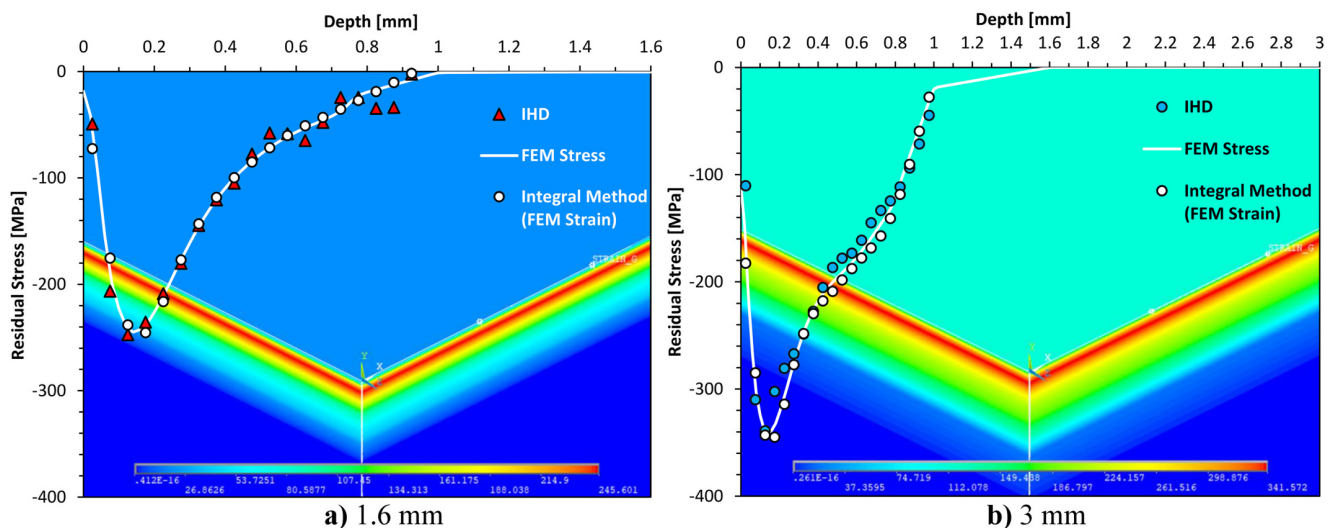 Depth [mm]
0 0.2 0.4 0.6 0.8 1 1.2 1.4 1.6
Residual Stress [MPa]
0
-100
-200
-300
-400
IHD
FEM Stress
Integral Method
(FEM Strain)
STRAIN_G
Y
X
.412E-16 53.7251 107.45 161.175 214.9
26.8626 80.5877 134.313 188.038 245.601
a) 1.6 mm
Depth [mm]
0 0.2 0.4 0.6 0.8 1 1.2 1.4 1.6 1.8 2 2.2 2.4 2.6 2.8 3
Residual Stress [MPa]
0
-100
-200
-300
-400
IHD
FEM Stress
Integral Method
(FEM Strain)
STRAIN_G
Y
X
.261E-16 74.719 149.438 224.157 298.876
37.3595 112.078 186.797 261.516 341.572
b) 3 mm